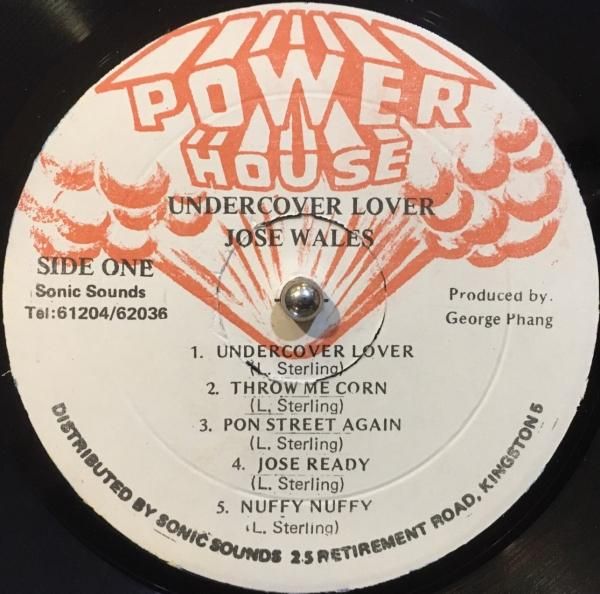 POWER
HOUSE
UNDERCOVER LOVER
JOSE WALES
SIDE ONE
Sonic Sounds
Tel:61204/62036
Produced by.
George Phang
1. UNDERCOVER LOVER
(L. Sterling)
2. THROW ME CORN
(L. Sterling)
3. PON STREET AGAIN
(L. Sterling)
4. JOSE READY
(L. Sterling)
5. NUFFY NUFFY
(L. Sterling)
DISTRIBUTED BY SONIC SOUNDS 25 RETIREMENT ROAD, KINGSTON 5